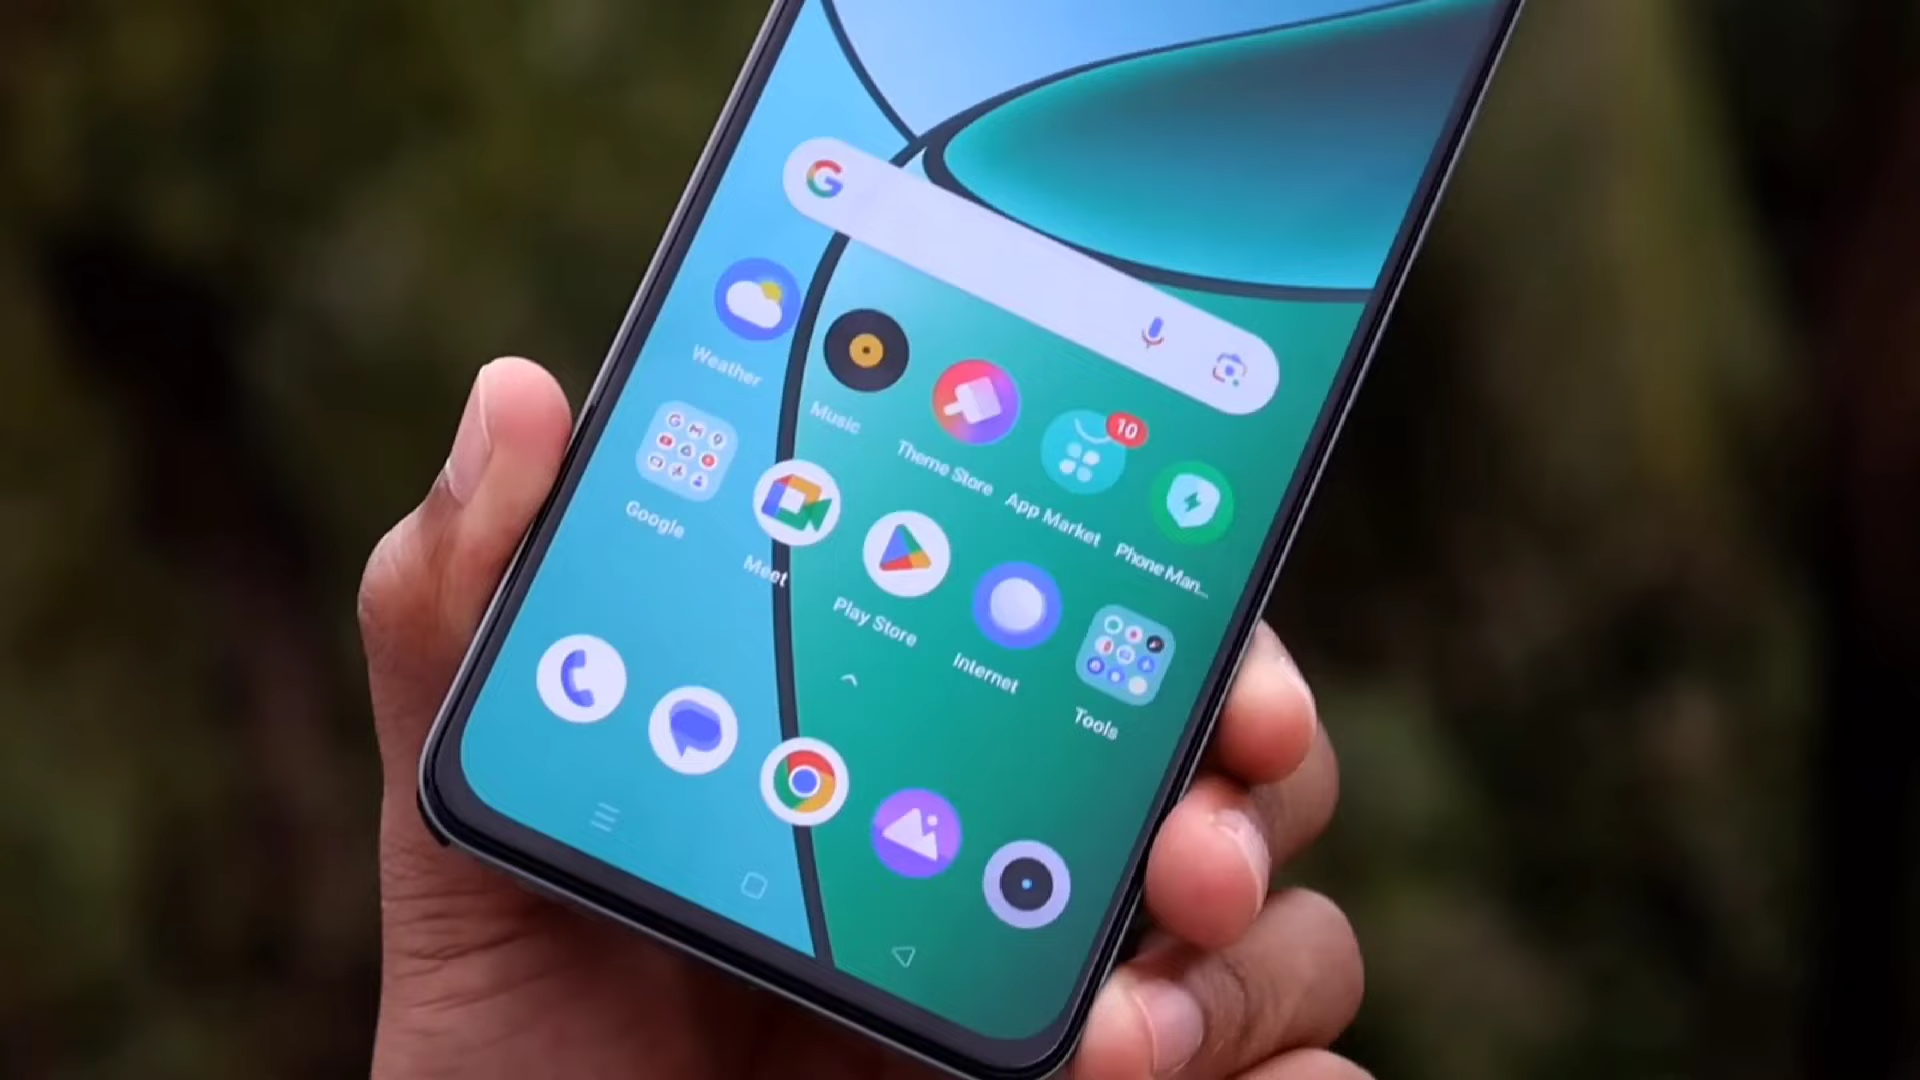 G
Weather
Music
Theme Store
10
App Market
Phone Man...
Google
Meet
Play Store
Internet
Tools